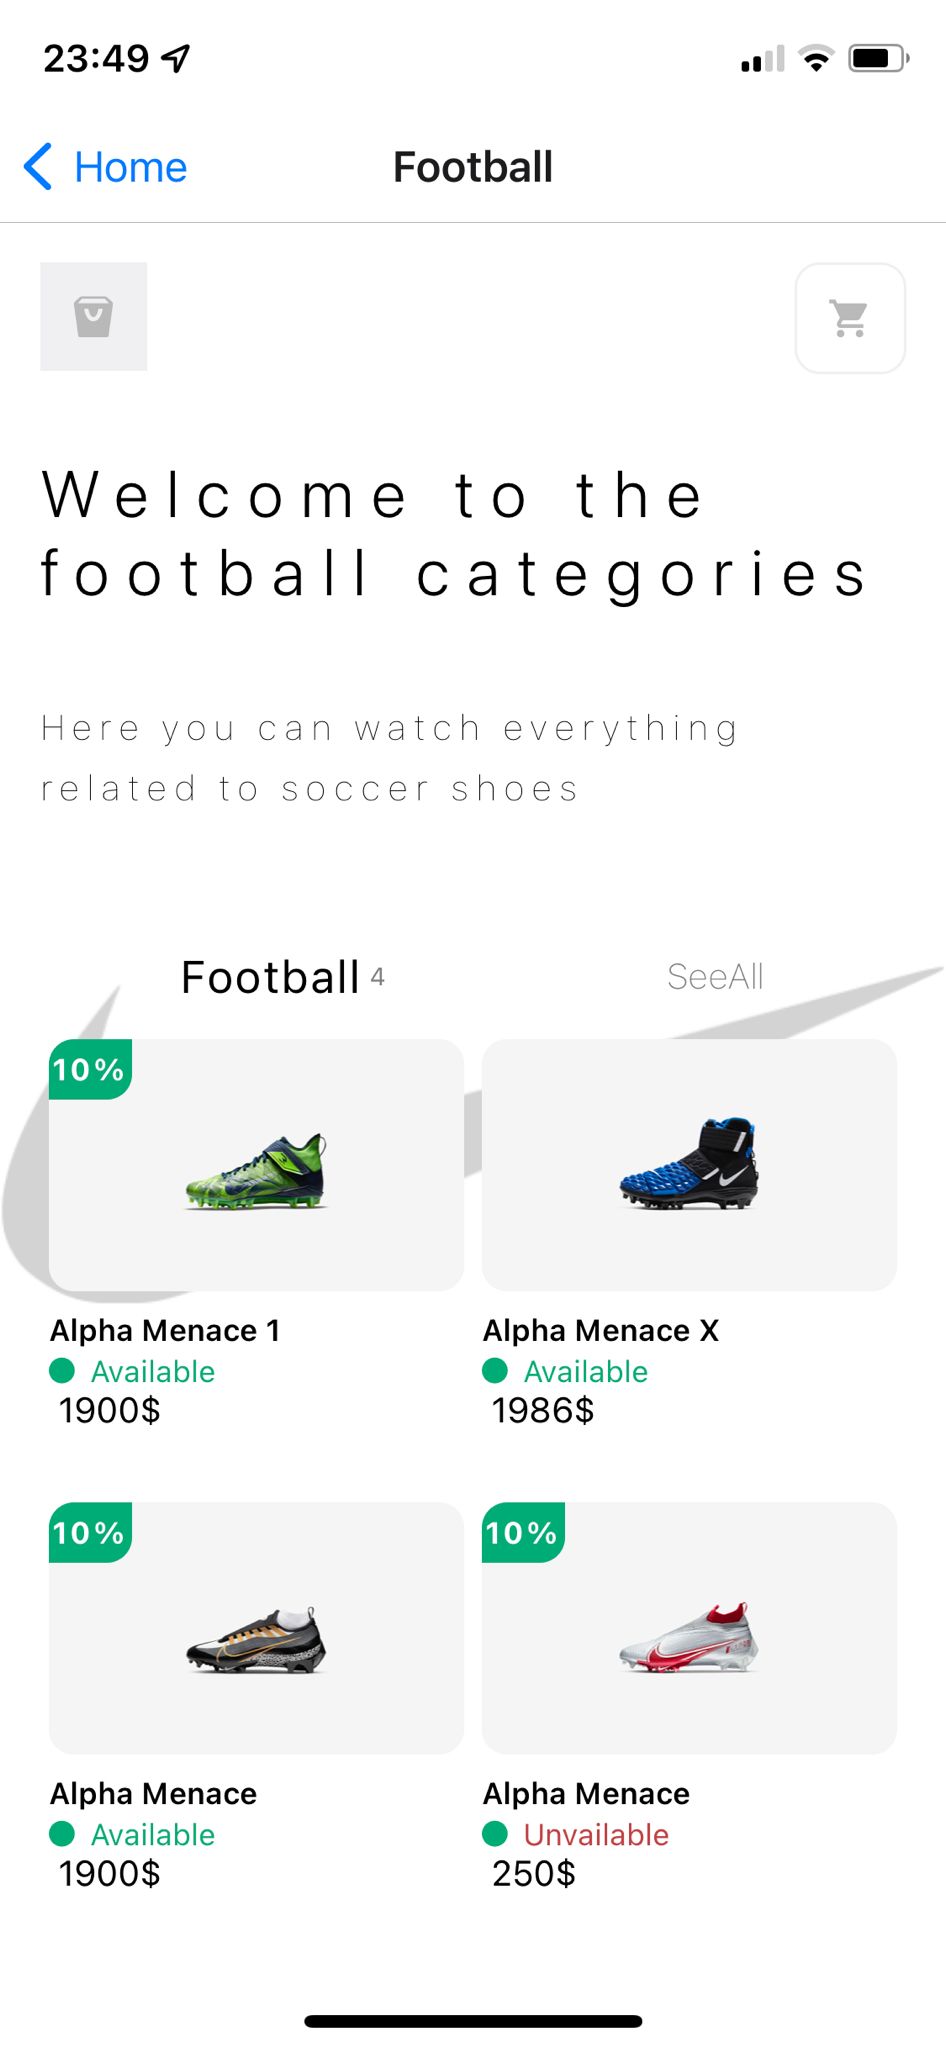 23:49
Home
Football
Welcome to the
football categories
Here you can watch everything
related to soccer shoes
Football 4
SeeAll
10%
Alpha Menace 1
Available
1900$
Alpha Menace X
Available
1986$
10%
Alpha Menace
Available
1900$
10%
Alpha Menace
Unvailable
250$